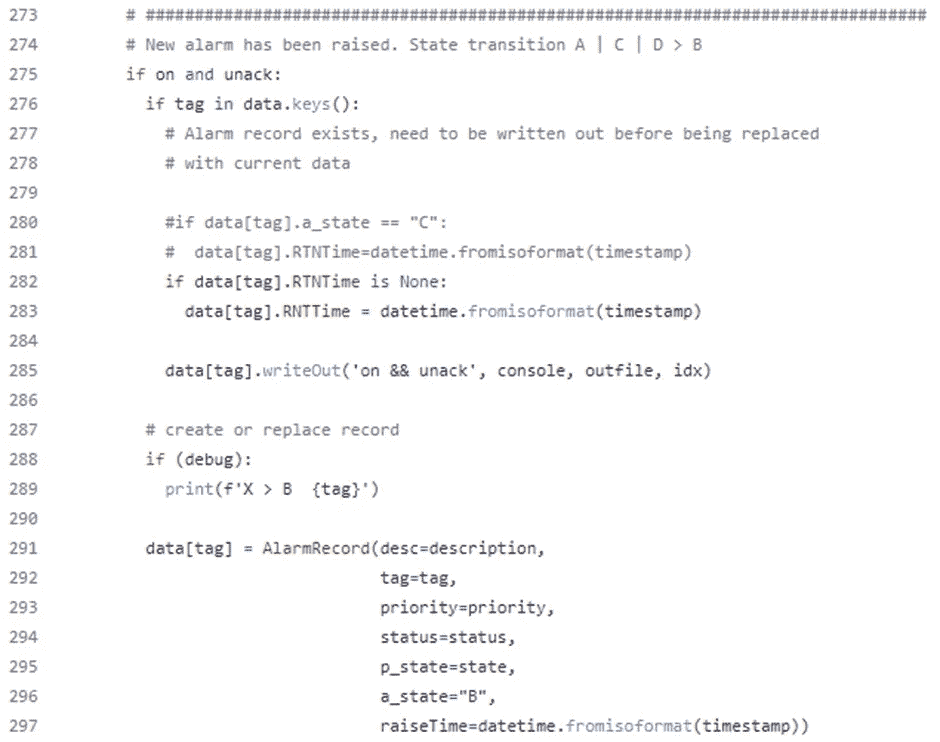 273 # ################################################################################
274 # New alarm has been raised. State transition A | C | D > B
275 if on and unack:
276 if tag in data.keys():
277 # Alarm record exists, need to be written out before being replaced
278 # with current data
279
280 #if data[tag].a_state == "C":
281 #  data[tag].RTNTime=datetime.fromisoformat(timestamp)
282 if data[tag].RTNTime is None:
283 data[tag].RNTTime = datetime.fromisoformat(timestamp)
284
285 data[tag].writeOut('on && unack', console, outfile, idx)
286
287 # create or replace record
288 if (debug):
289 print(f'X > B  {tag}')
290
291 data[tag] = AlarmRecord(desc=description,
292 tag=tag,
293 priority=priority,
294 status=status,
295 p_state=state,
296 a_state="B",
297 raiseTime=datetime.fromisoformat(timestamp))